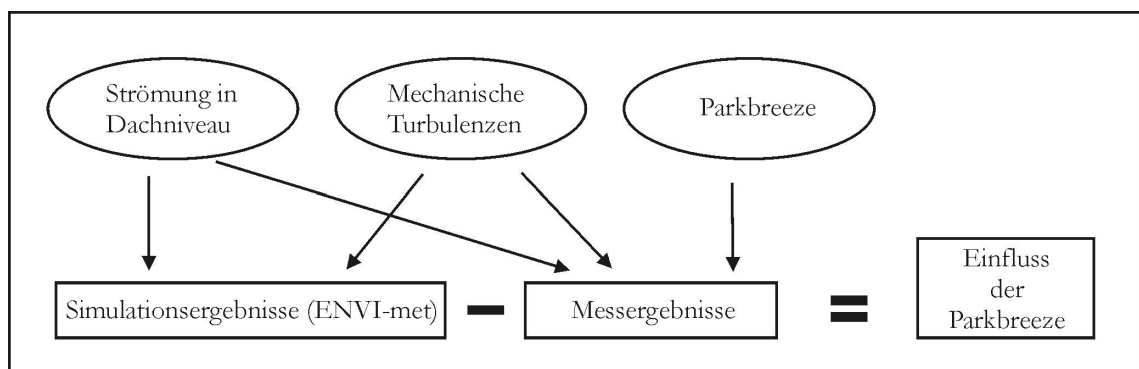 Strömung in
Dachniveau
Mechanische
Turbulenzen
Parkbreeze
Simulationsergebnisse (ENVI-met)
–
Messergebnisse
=
Einfluss
der
Parkbreeze